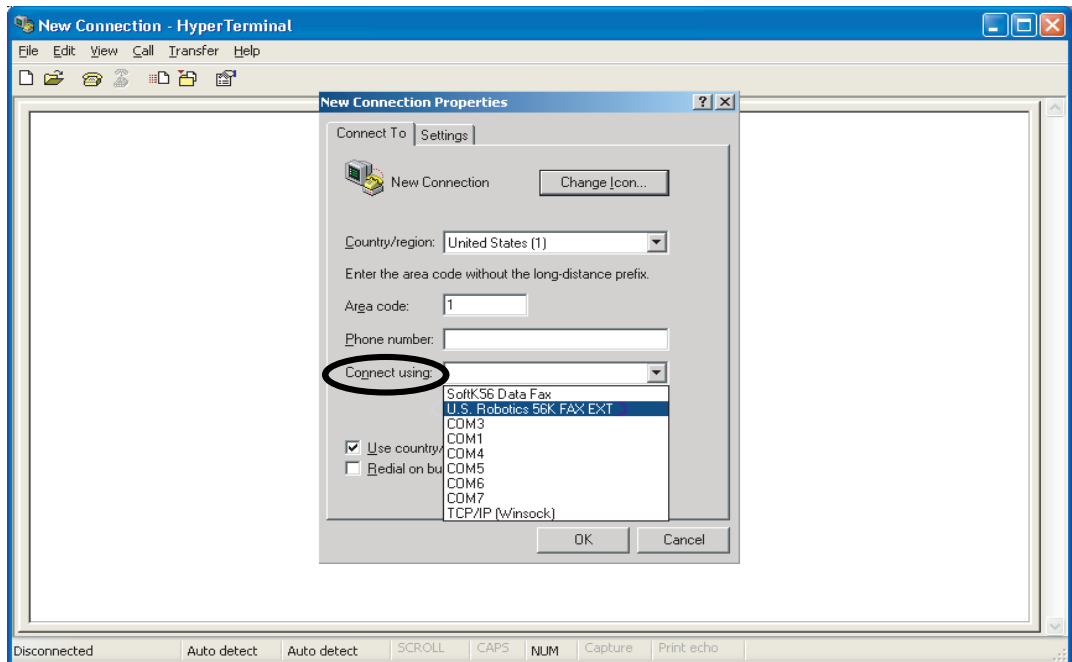 New Connection - HyperTerminal
File Edit View Call Transfer Help
New Connection Properties
Connect To Settings
New Connection Change Icon...
Country/region: United States (1)
Enter the area code without the long-distance prefix.
Area code: 1
Phone number:
Connect using:
SoftK56 Data Fax
U.S. Robotics 56K FAX EXT
COM3
COM1
Use country/
COM4
Redial on bu
COM5
COM6
COM7
TCP/IP (Winsock)
OK Cancel
Disconnected Auto detect Auto detect SCROLL CAPS NUM Capture Print echo